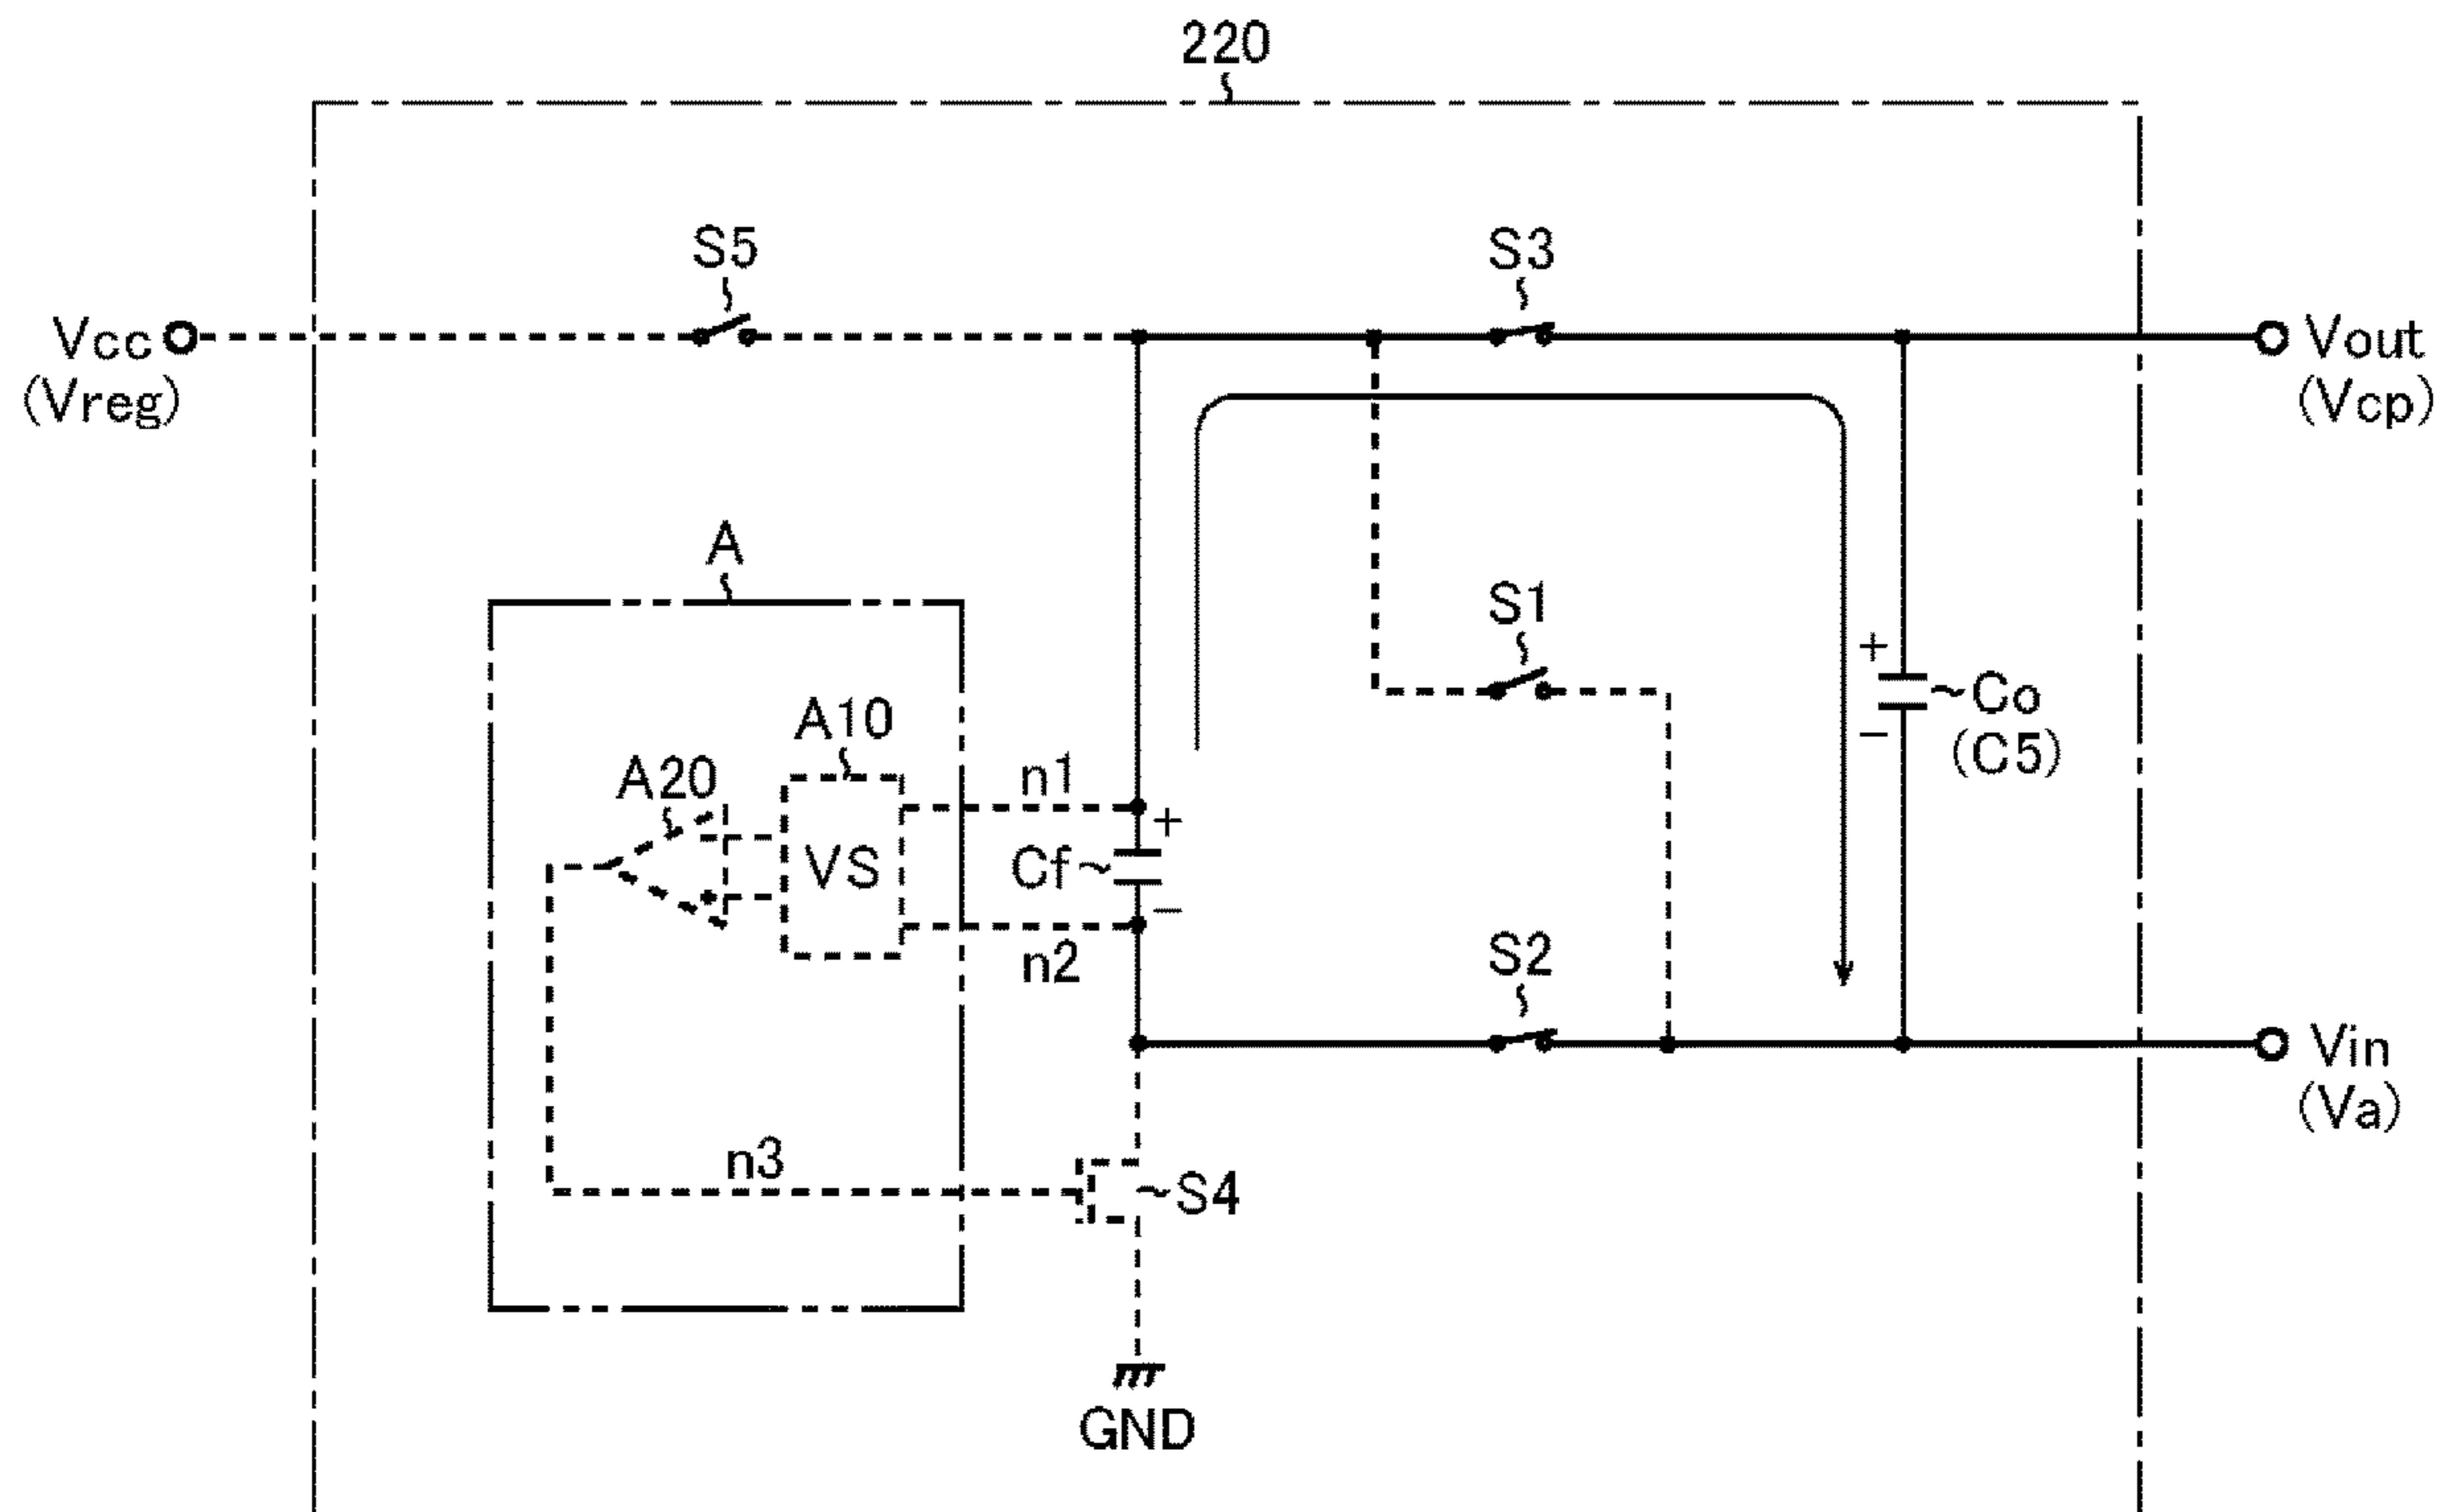 220
S5
S3
Vcc
(Vreg)
Vout
(Vcp)
A
S1
+
Co
(C5)
−
A10
A20
n1
+
VS
Cf
−
n2
S2
Vin
(Va)
n3
S4
GND